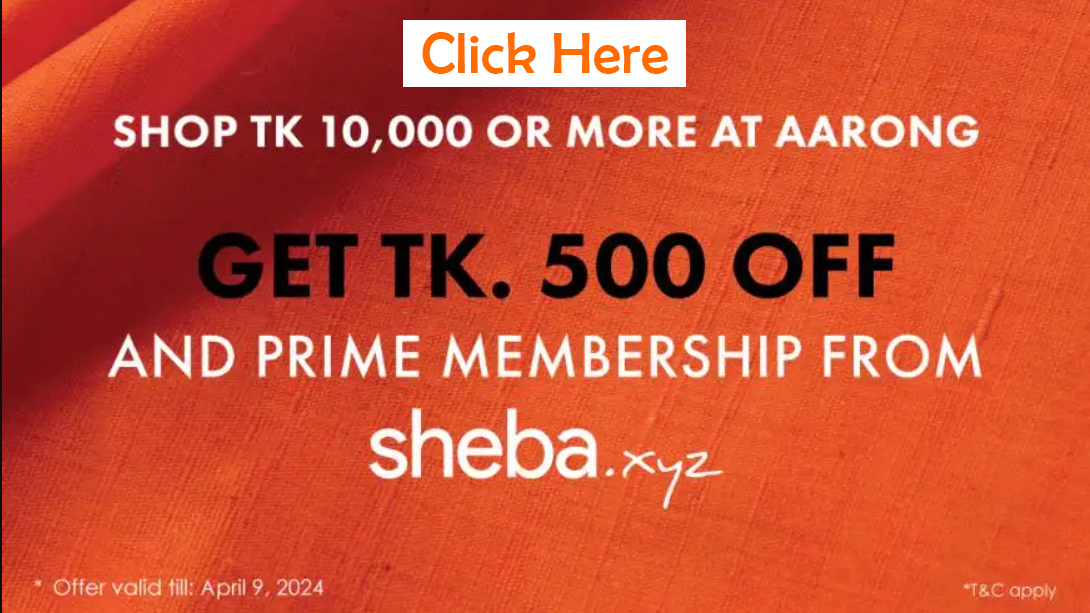 Click Here
SHOP TK 10,000 OR MORE AT AARONG
GET TK. 500 OFF
AND PRIME MEMBERSHIP FROM
sheba.xyz
* Offer valid till: April 9, 2024
*T&C apply